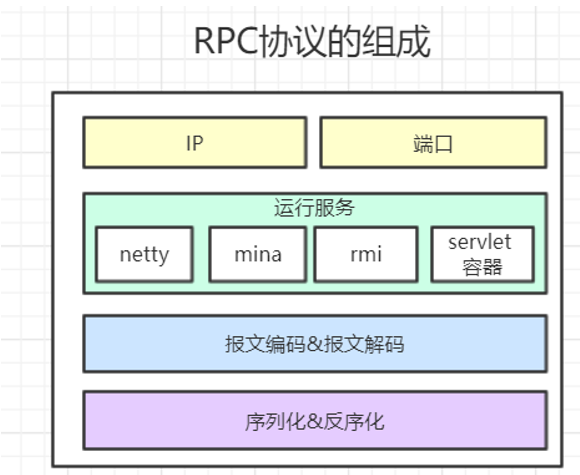 RPC协议的组成
IP
端口
运行服务
netty
mina
rmi
servlet
容器
报文编码&报文解码
序列化&反序化